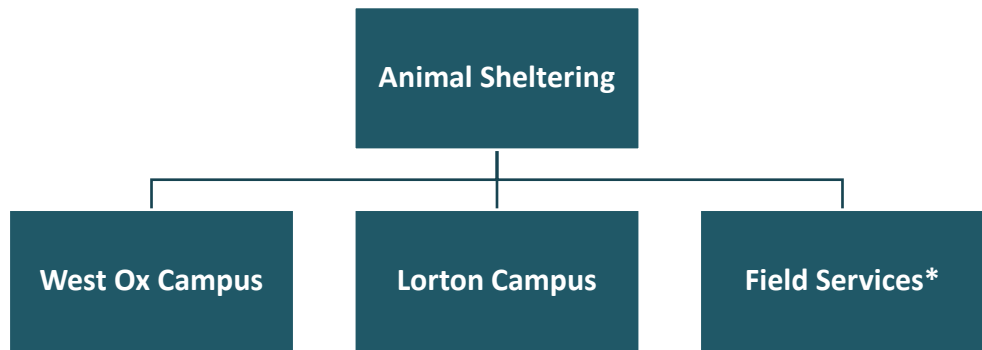 Animal Sheltering
West Ox Campus
Lorton Campus
Field Services*